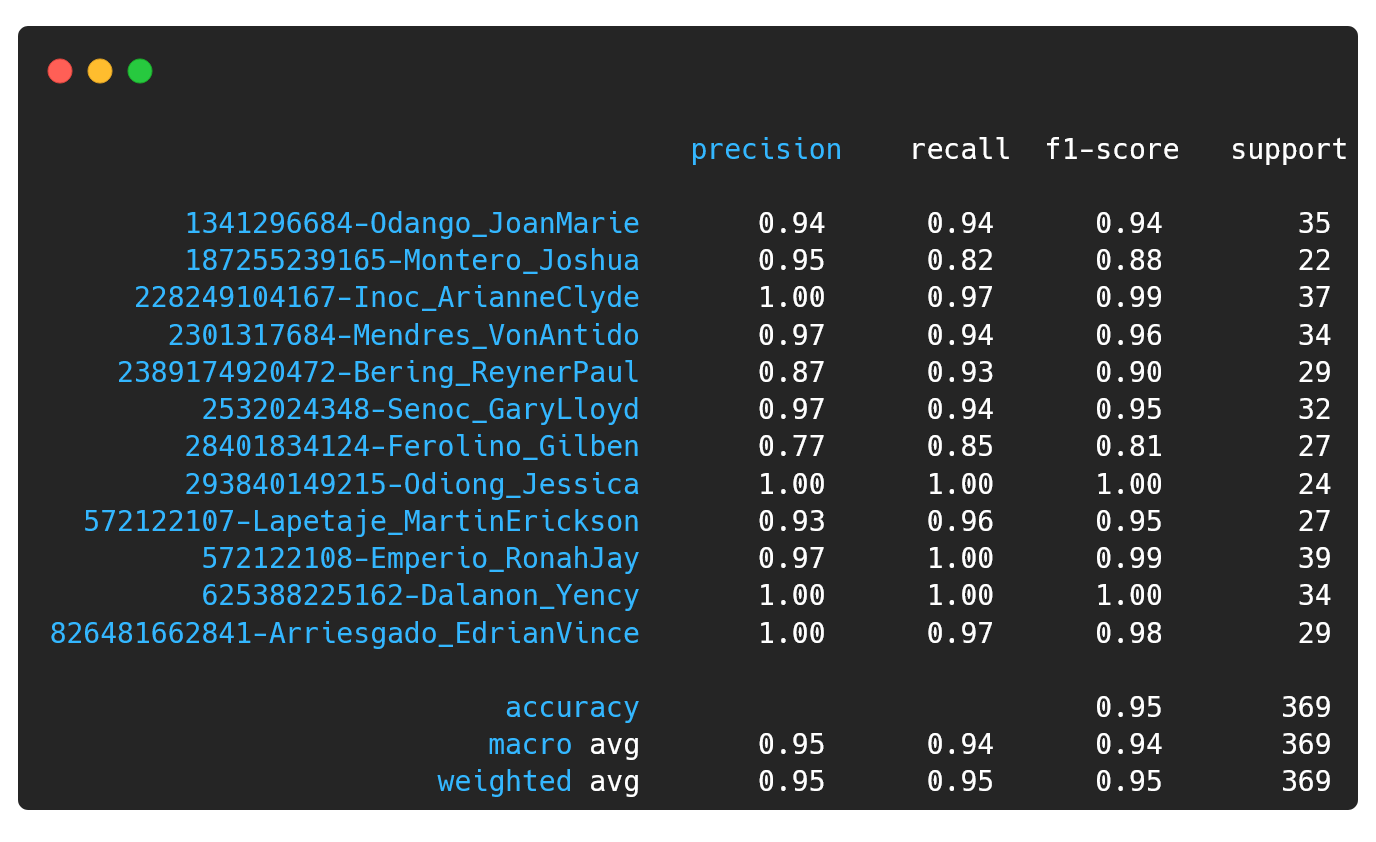 precision recall f1-score support
1341296684-Odango_JoanMarie 0.94 0.94 0.94 35
187255239165-Montero_Joshua 0.95 0.82 0.88 22
228249104167-Inoc_ArianneClyde 1.00 0.97 0.99 37
2301317684-Mendres_VonAntido 0.97 0.94 0.96 34
2389174920472-Bering_ReynerPaul 0.87 0.93 0.90 29
2532024348-Senoc_GaryLloyd 0.97 0.94 0.95 32
28401834124-Ferolino_Gilben 0.77 0.85 0.81 27
293840149215-Odiong_Jessica 1.00 1.00 1.00 24
572122107-Lapetaje_MartinErickson 0.93 0.96 0.95 27
572122108-Emperio_RonahJay 0.97 1.00 0.99 39
625388225162-Dalanon_Yency 1.00 1.00 1.00 34
826481662841-Arriesgado_EdrianVince 1.00 0.97 0.98 29
accuracy 0.95 369
macro avg 0.95 0.94 0.94 369
weighted avg 0.95 0.95 0.95 369